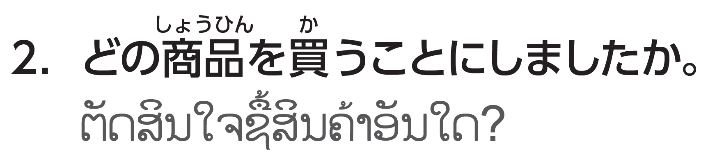 しょうひん か
2. どの商品を買うことにしましたか。
ຕັດສິນໃຈຊື້ສິນຄ້າອັນໃດ?